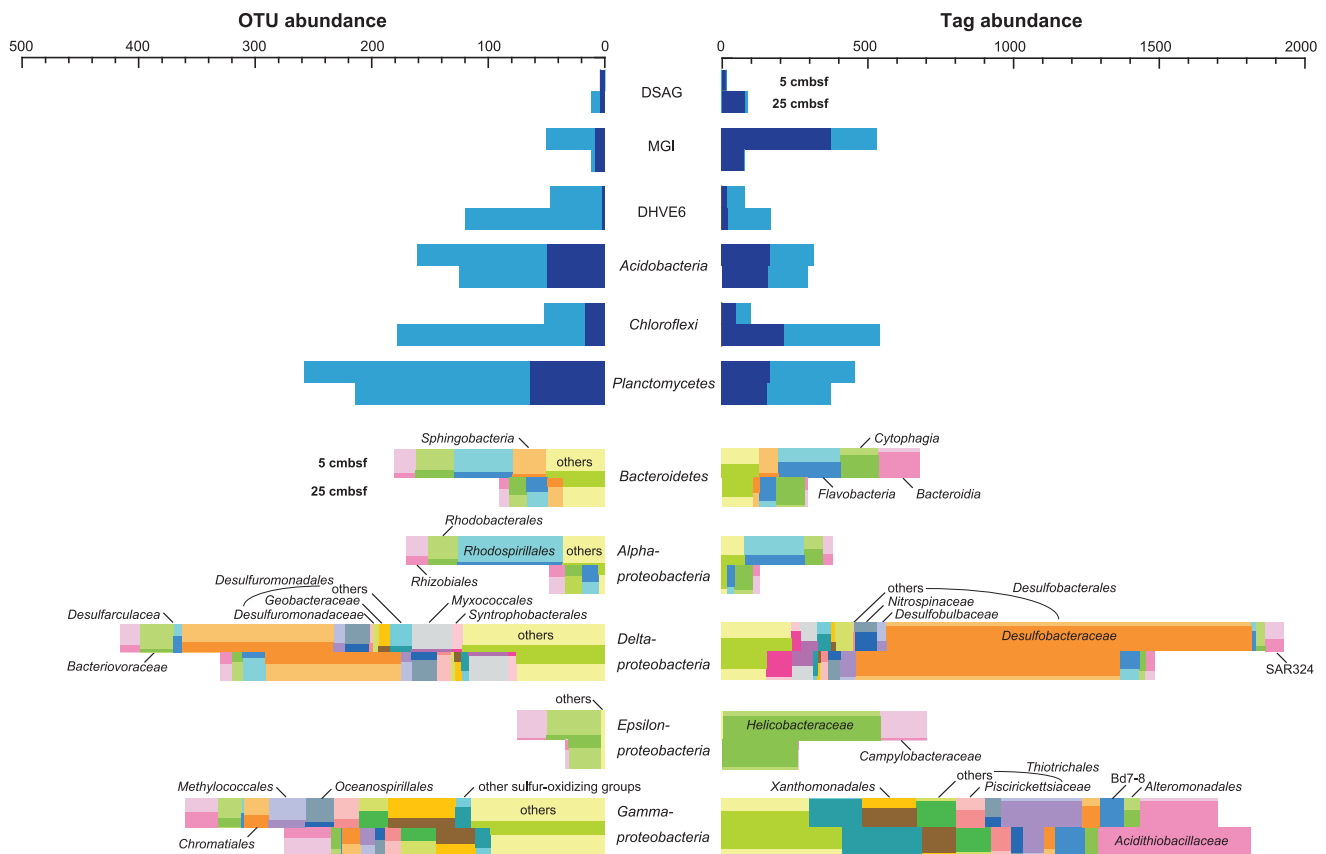 OTU abundance
Tag abundance
500 400 300 200 100 0
0 500 1000 1500 2000
DSAG
5 cmbsf
25 cmbsf
MGI
DHVE6
Acidobacteria
Chloroflexi
Planctomycetes
Sphingobacteria
Cytophagia
5 cmbsf
others
25 cmbsf
Bacteroidetes
Flavobacteria
Bacteroidia
Rhodobacterales
Rhodospirillales
others
Rhizobiales
Alpha-
proteobacteria
Desulfuromonadales
others
Geobacteraceae
Myxococcales
Desulfarculacea
Desulfuromonadaceae
Syntrophobacterales
others
Bacteriovoraceae
Delta-
proteobacteria
others
Desulfobacterales
Nitrospinaceae
Desulfobulbaceae
Desulfobacteraceae
SAR324
others
Epsilon-
proteobacteria
Helicobacteraceae
Campylobacteraceae
Methylococcales
Oceanospirillales
other sulfur-oxidizing groups
others
Chromatiales
Gamma-
proteobacteria
others
Thiotrichales
Xanthomonadales
Piscirickettsiaceae
Bd7-8
Alteromonadales
Acidithiobacillaceae